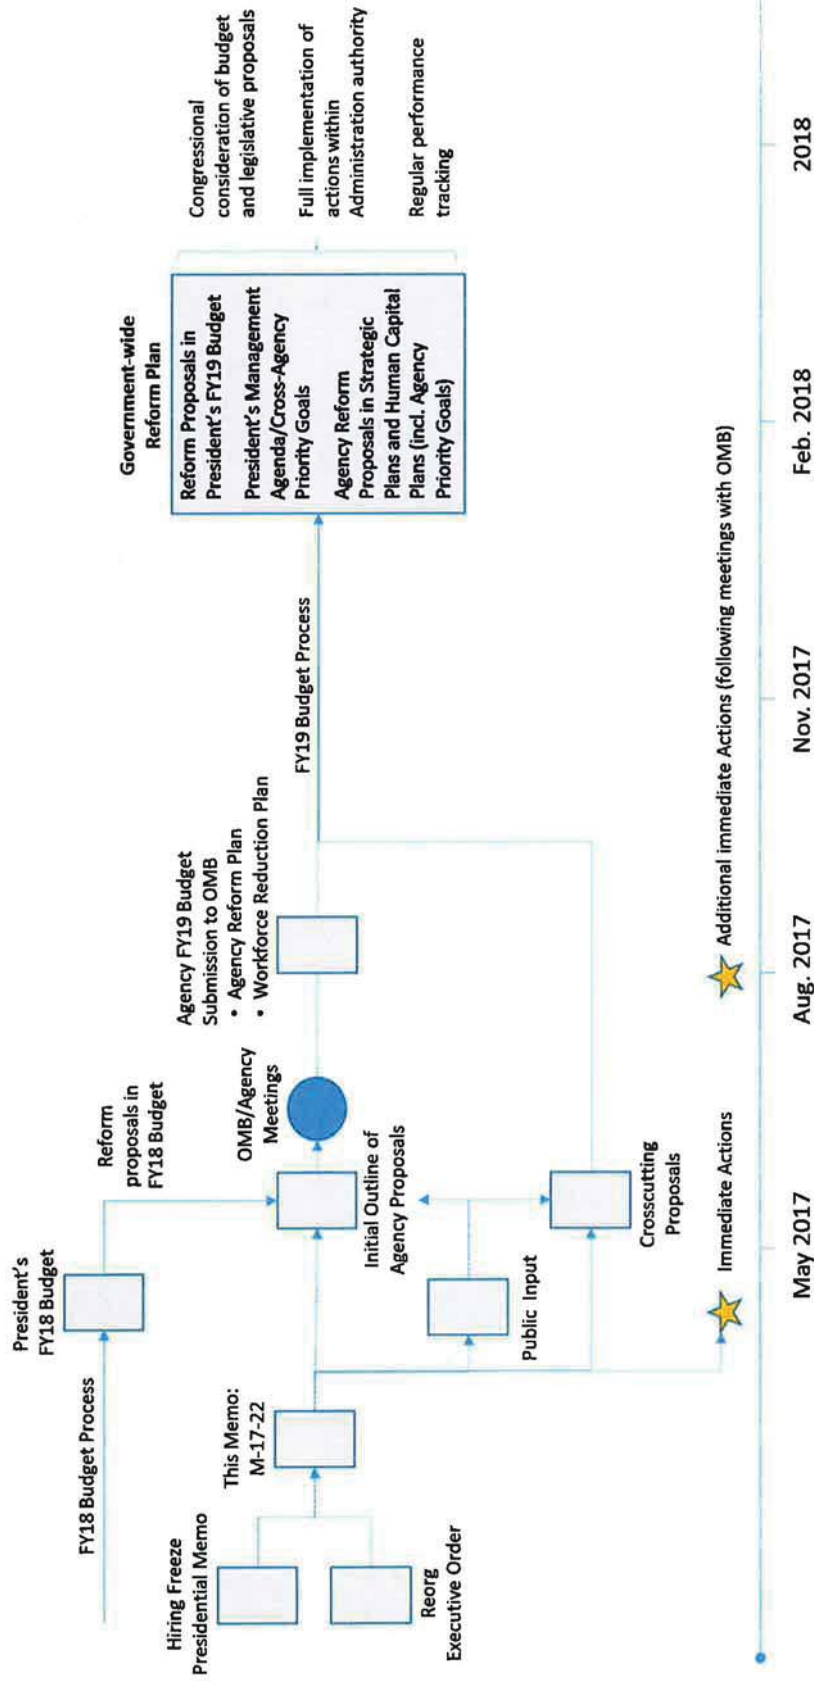 FY18 Budget Process
President's
FY18 Budget
Reform
proposals in
FY18 Budget
Hiring Freeze
Presidential Memo
Reorg
Executive Order
This Memo:
M-17-22
Initial Outline of
Agency Proposals
OMB/Agency
Meetings
Agency FY19 Budget
Submission to OMB
• Agency Reform Plan
• Workforce Reduction Plan
FY19 Budget Process
Government-wide
Reform Plan
Reform Proposals in
President's FY19 Budget
President's Management
Agenda/Cross-Agency
Priority Goals
Agency Reform
Proposals in Strategic
Plans and Human Capital
Plans (incl. Agency
Priority Goals)
Congressional
consideration of budget
and legislative proposals
Full implementation of
actions within
Administration authority
Regular performance
tracking
Public Input
Crosscutting
Proposals
Immediate Actions
Additional immediate Actions (following meetings with OMB)
May 2017
Aug. 2017
Nov. 2017
Feb. 2018
2018